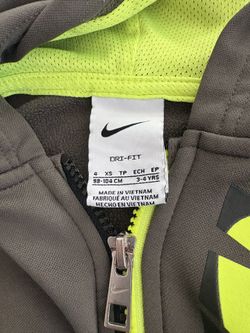 DRI-FIT
4 XS TP ECH EP
98-104 CM 3-4 YRS
MADE IN VIETNAM
FABRIQUÉ AU VIETNAM
HECHO EN VIETNAM